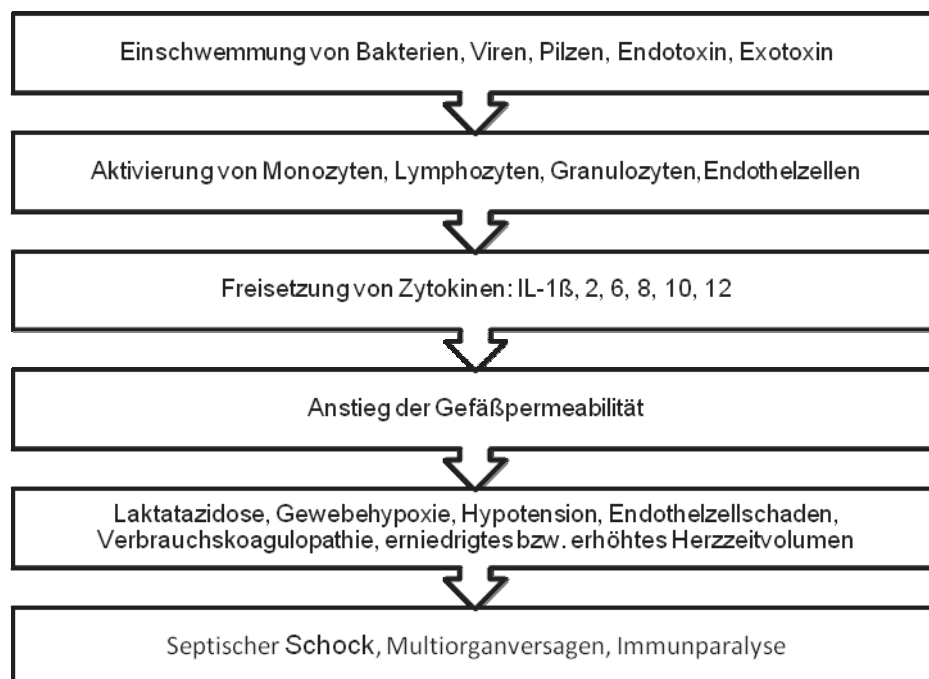 Einschwemmung von Bakterien, Viren, Pilzen, Endotoxin, Exotoxin
Aktivierung von Monozyten, Lymphozyten, Granulozyten, Endothelzellen
Freisetzung von Zytokinen: IL-1ß, 2, 6, 8, 10, 12
Anstieg der Gefäßpermeabilität
Laktatazidose, Gewebehypoxie, Hypotension, Endothelzellschaden,
Verbrauchskoagulopathie, erniedrigtes bzw. erhöhtes Herzzeitvolumen
Septischer Schock, Multiorganversagen, Immunparalyse